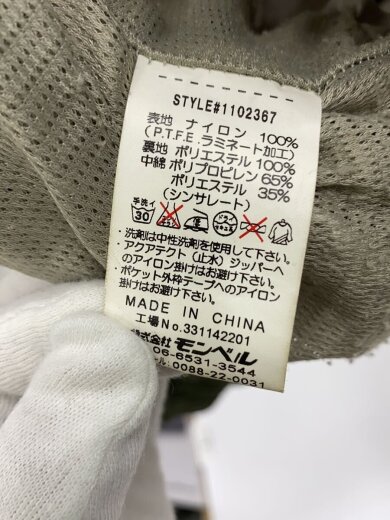 STYLE#1102367
表地 ナイロン 100%
(P.T.F.E.ラミネート加工)
裏地 ポリエステル 100%
中綿 ポリプロピレン 65%
ポリエステル 35%
(シンサレート)
手洗イ
30
・洗剤は中性洗剤を使用して下さい。
・アクアテクト(止水)ジッパーへ
のアイロン掛けはお避け下さい。
・ポケット外枠テープへのアイロン
掛けはお避け下さい。
MADE IN CHINA
工場No.331142201
株式会社 モンベル
06-6531-3544
ル:0088-22-0031